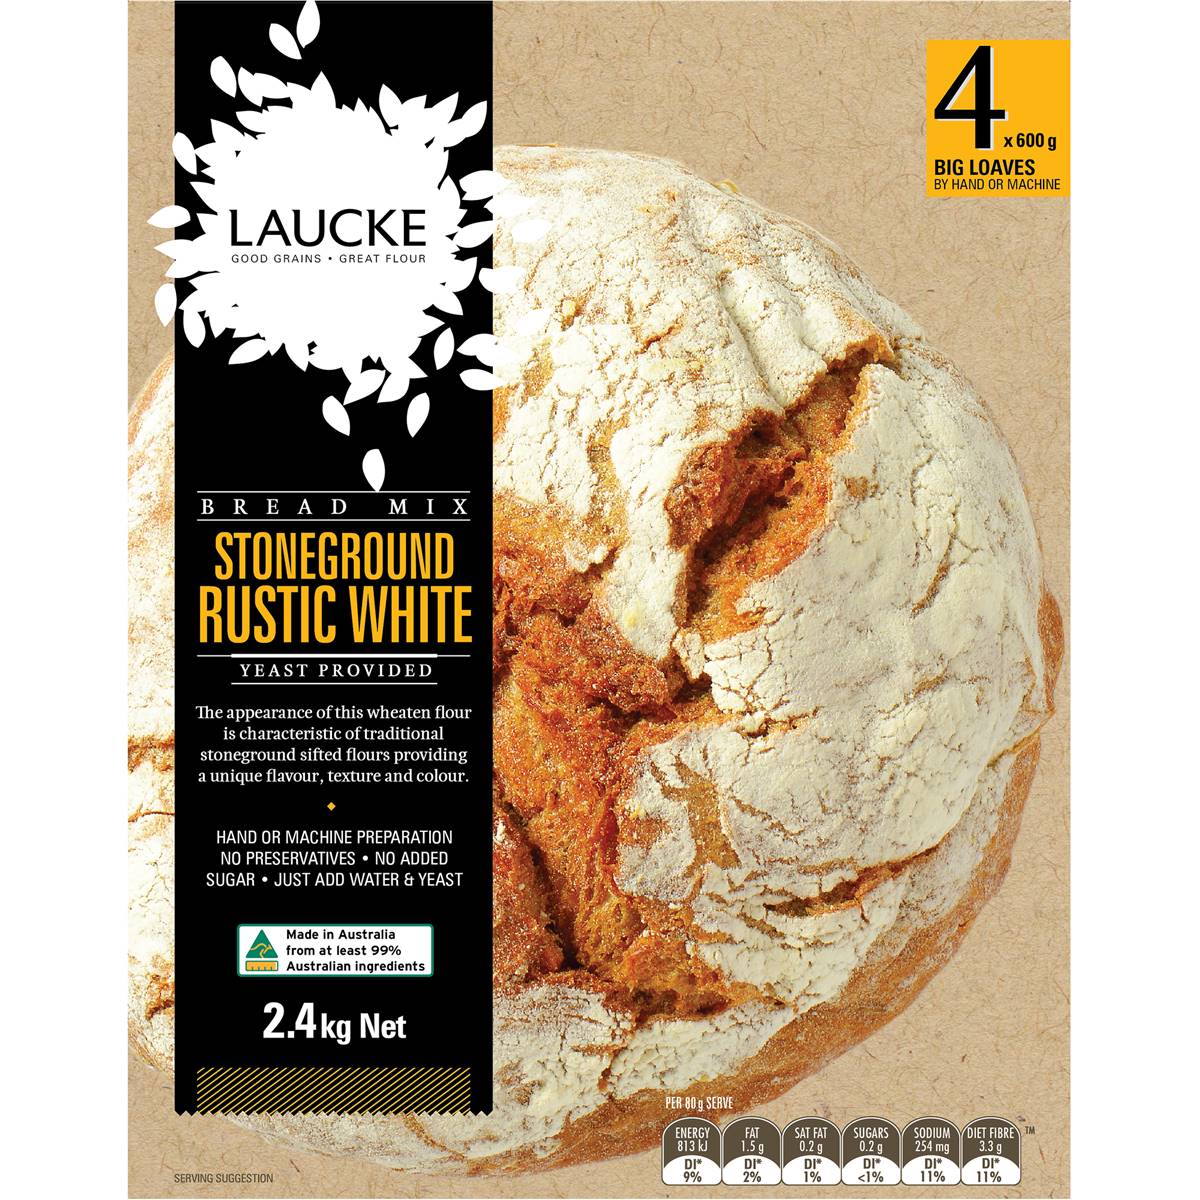 4
x 600 g
BIG LOAVES
BY HAND OR MACHINE
LAUCKE
GOOD GRAINS • GREAT FLOUR
BREAD MIX
STONEGROUND
RUSTIC WHITE
YEAST PROVIDED
The appearance of this wheaten flour
is characteristic of traditional
stoneground sifted flours providing
a unique flavour, texture and colour.
HAND OR MACHINE PREPARATION
NO PRESERVATIVES • NO ADDED
SUGAR • JUST ADD WATER & YEAST
Made in Australia
from at least 99%
Australian ingredients
2.4kg Net
PER 80g SERVE
ENERGY
813 kJ
DI*
9%
FAT
1.5 g
DI*
2%
SAT FAT
0.2 g
DI*
1%
SUGARS
0.2 g
DI*
<1%
SODIUM
254 mg
DI*
11%
DIET FIBRE
3.3 g
DI*
11%
TM
SERVING SUGGESTION